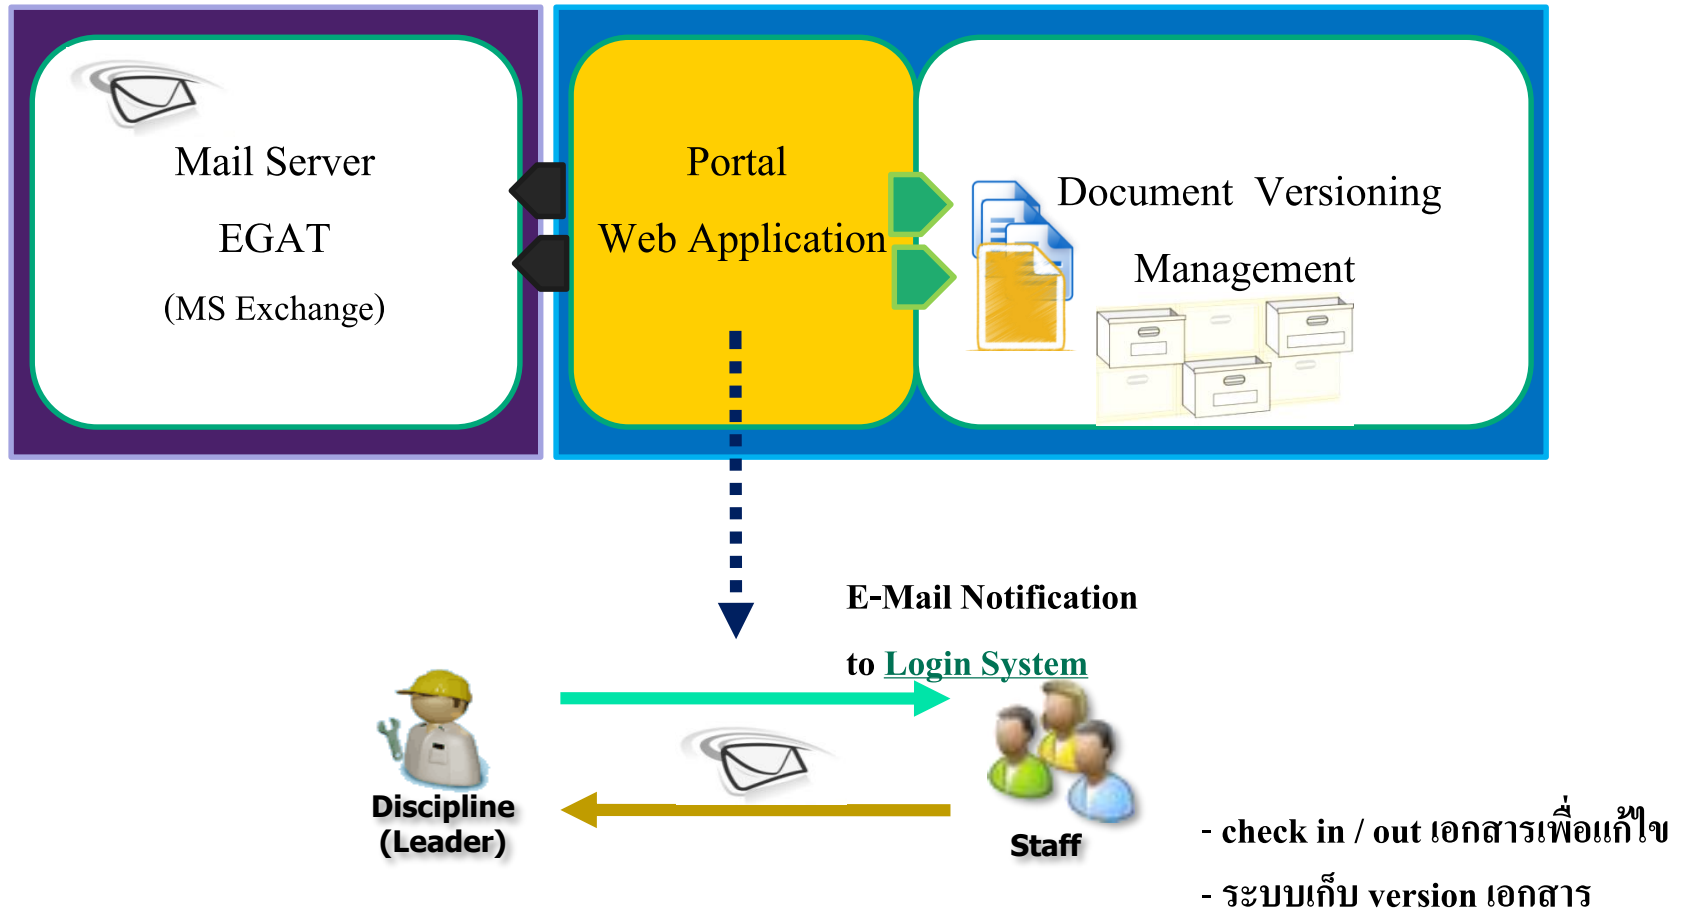 Mail Server
EGAT
(MS Exchange)
Portal
Web Application
Document Versioning
Management
E-Mail Notification
to Login System
Discipline
(Leader)
Staff
- check in / out เอกสารเพื่อแก้ไข
- ระบบเก็บ version เอกสาร